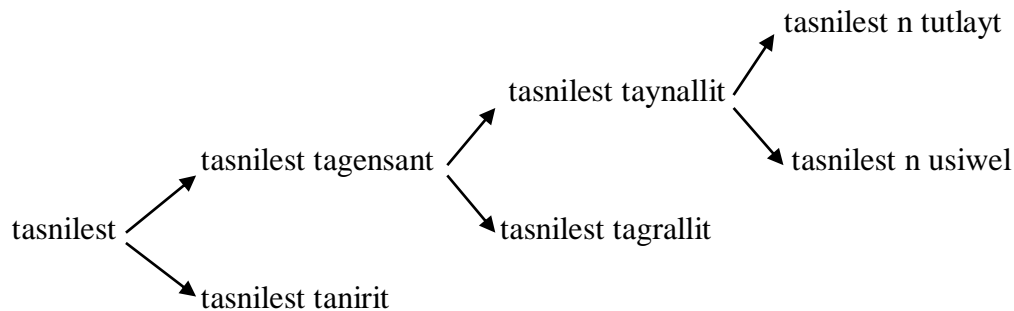 tasnilest n tutlayt
tasnilest taynallit
tasnilest tagensant
tasnilest n usiwel
tasnilest
tasnilest tagrallit
tasnilest tanirit